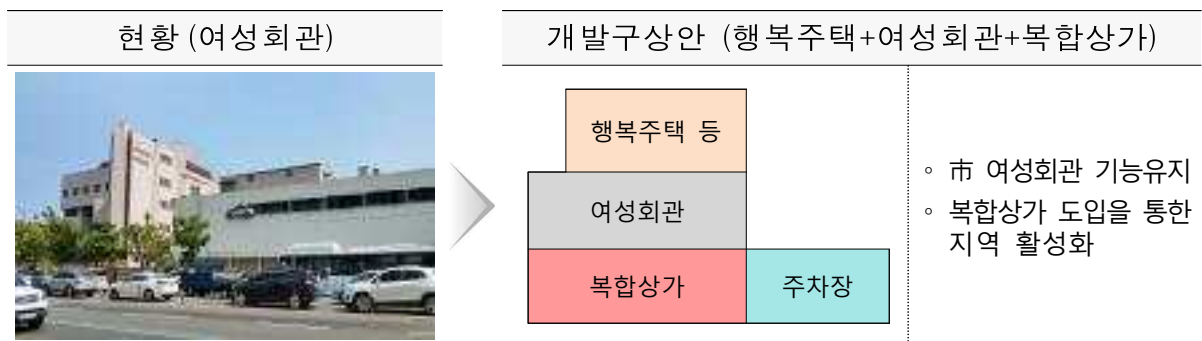 현황 (여성회관)
개발구상안 (행복주택+여성회관+복합상가)
행복주택 등
여성회관
복합상가
주차장
◦ 市 여성회관 기능유지
◦ 복합상가 도입을 통한
지역 활성화